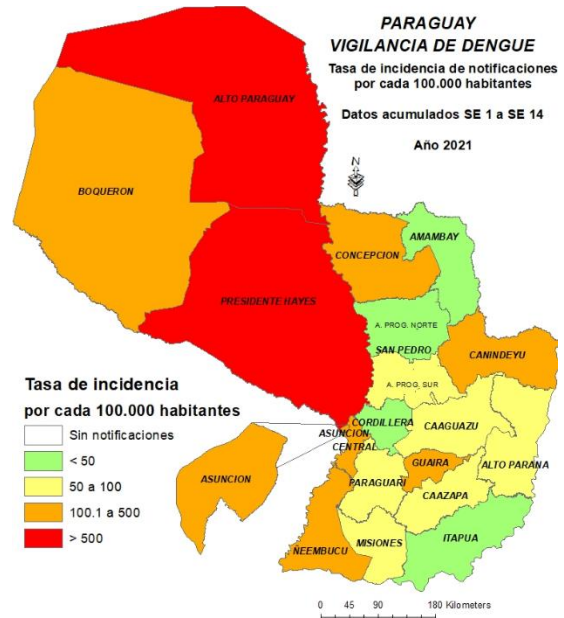 PARAGUAY
VIGILANCIA DE DENGUE
Tasa de incidencia de notificaciones
por cada 100.000 habitantes
Datos acumulados SE 1 a SE 14
Año 2021
N
ALTO PARAGUAY
BOQUERON
AMAMBAY
CONCEPCION
PRESIDENTE HAYES
A. PROG. NORTE
SAN PEDRO
CANINDEYU
A. PROG. SUR
Tasa de incidencia
por cada 100.000 habitantes
Sin notificaciones
< 50
50 a 100
100.1 a 500
> 500
CORDILLERA
ASUNCION
CENTRAL
CAAGUAZU
ASUNCION
GUAIRA
ALTO PARANA
PARAGUARI
CAAZAPA
ÑEEMBUCU
MISIONES
ITAPUA
0 45 90 180 Kilometers